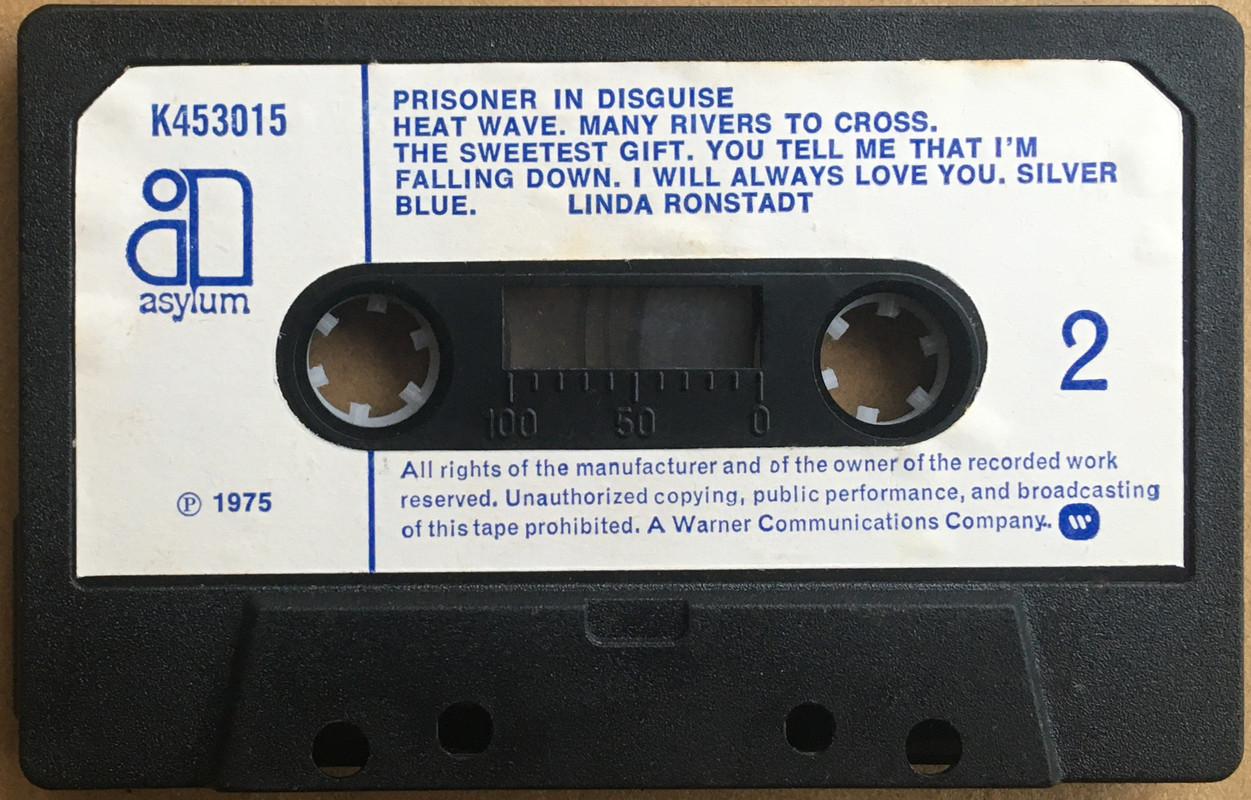 K453015
asylum
PRISONER IN DISGUISE
HEAT WAVE. MANY RIVERS TO CROSS.
THE SWEETEST GIFT. YOU TELL ME THAT I'M
FALLING DOWN. I WILL ALWAYS LOVE YOU. SILVER
BLUE. LINDA RONSTADT
2
100 50 0
℗ 1975
All rights of the manufacturer and of the owner of the recorded work
reserved. Unauthorized copying, public performance, and broadcasting
of this tape prohibited. A Warner Communications Company..